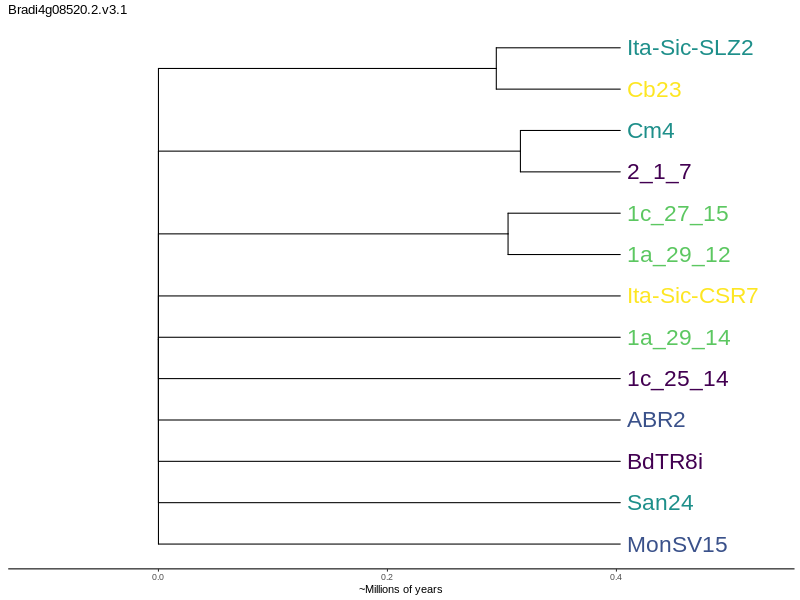 Bradi4g08520.2.v3.1
Ita-Sic-SLZ2
Cb23
Cm4
2_1_7
1c_27_15
1a_29_12
Ita-Sic-CSR7
1a_29_14
1c_25_14
ABR2
BdTR8i
San24
MonSV15
0.0 0.2 0.4
~Millions of years